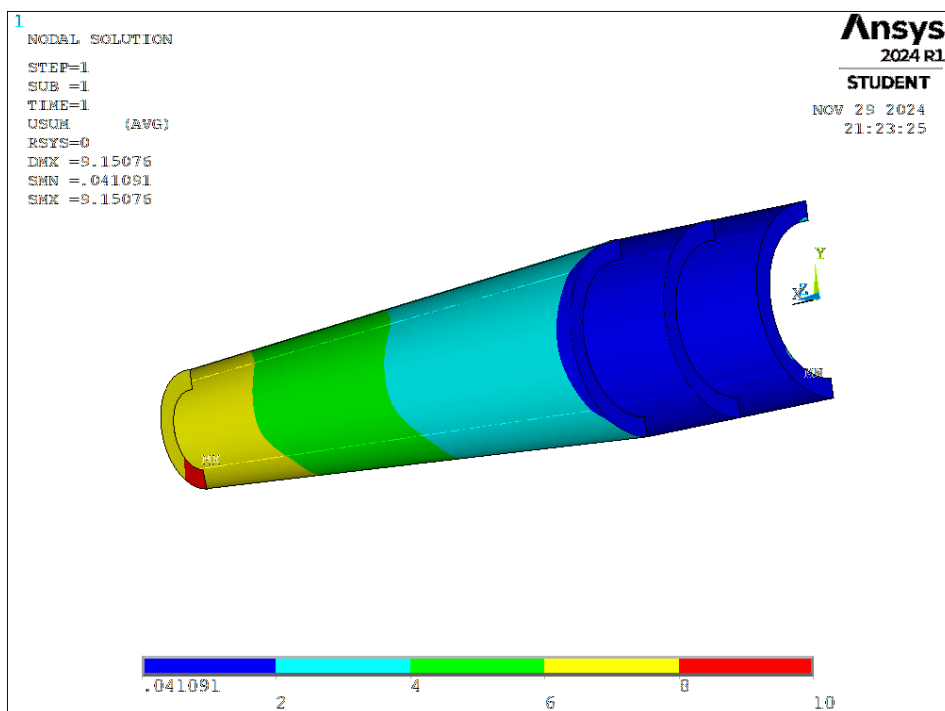 1
NODAL SOLUTION
STEP=1
SUB =1
TIME=1
USUM (AVG)
RSYS=0
DMX =9.15076
SMN =.041091
SMX =9.15076
Ansys
2024 R1
STUDENT
NOV 29 2024
21:23:25
Y
X Z
MN
MX
.041091 4 8
2 6 10